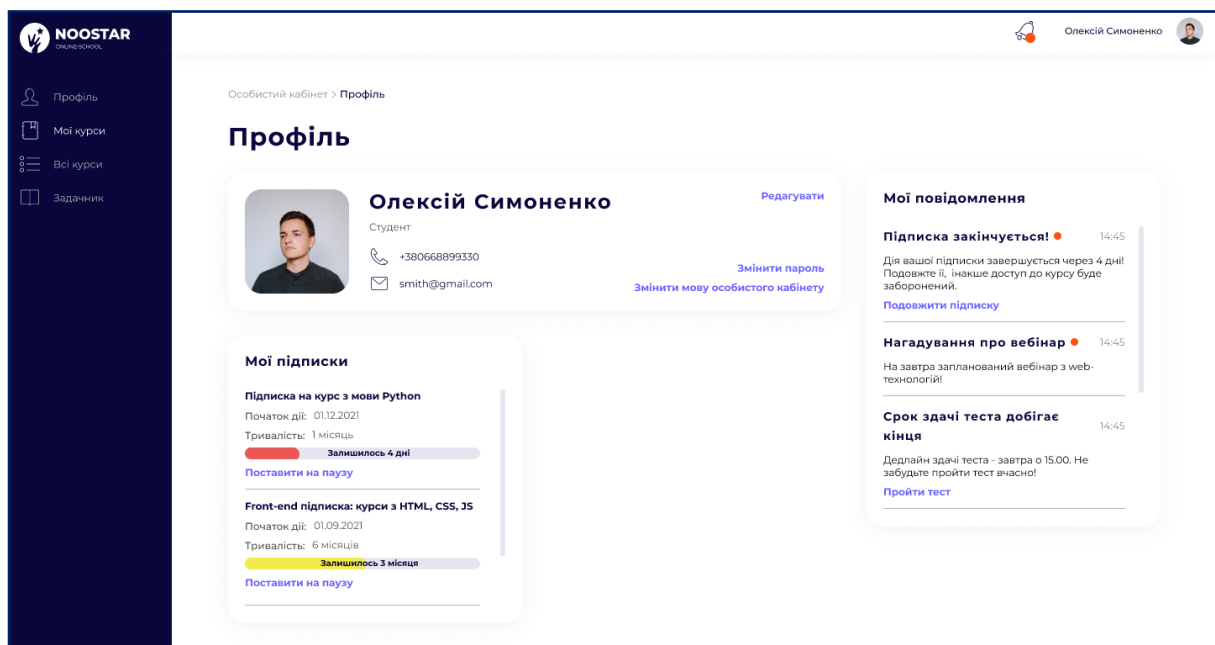 NOOSTAR
ONLINE-SCHOOL
Олексій Симоненко
Профіль
Мої курси
Всі курси
Задачник
Особистий кабінет > Профіль
Профіль
Олексій Симоненко
Редагувати
Студент
+380668899330
smith@gmail.com
Змінити пароль
Змінити мову особистого кабінету
Мої підписки
Підписка на курс з мови Python
Початок дії: 01.12.2021
Тривалість: 1 місяць
Залишилось 4 дні
Поставити на паузу
Front-end підписка: курси з HTML, CSS, JS
Початок дії: 01.09.2021
Тривалість: 6 місяців
Залишилось 3 місяця
Поставити на паузу
Мої повідомлення
Підписка закінчується! 14:45
Дія вашої підписки завершується через 4 дні!
Подовжте її, інакше доступ до курсу буде
заборонений.
Подовжити підписку
Нагадування про вебінар 14:45
На завтра запланований вебінар з web-
технологій!
Срок здачі теста добігає
кінця
14:45
Дедлайн здачі теста - завтра о 15.00. Не
забудьте пройти тест вчасно!
Пройти тест